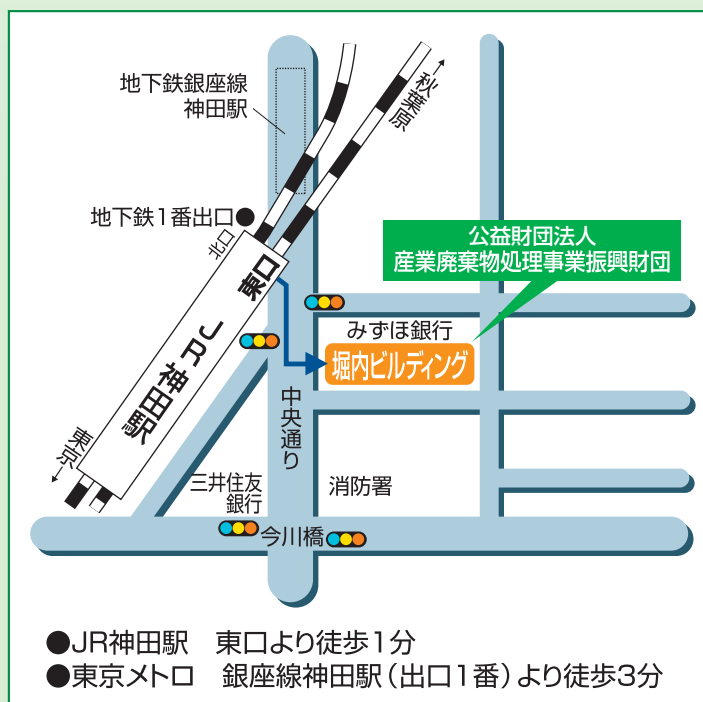 地下鉄銀座線
神田駅
秋葉原
地下鉄1番出口●
北口
東口
公益財団法人
産業廃棄物処理事業振興財団
みずほ銀行
堀内ビルディング
JR神田駅
中央通り
東京
三井住友
銀行
消防署
今川橋
●JR神田駅　東口より徒歩1分
●東京メトロ　銀座線神田駅（出口1番）より徒歩3分